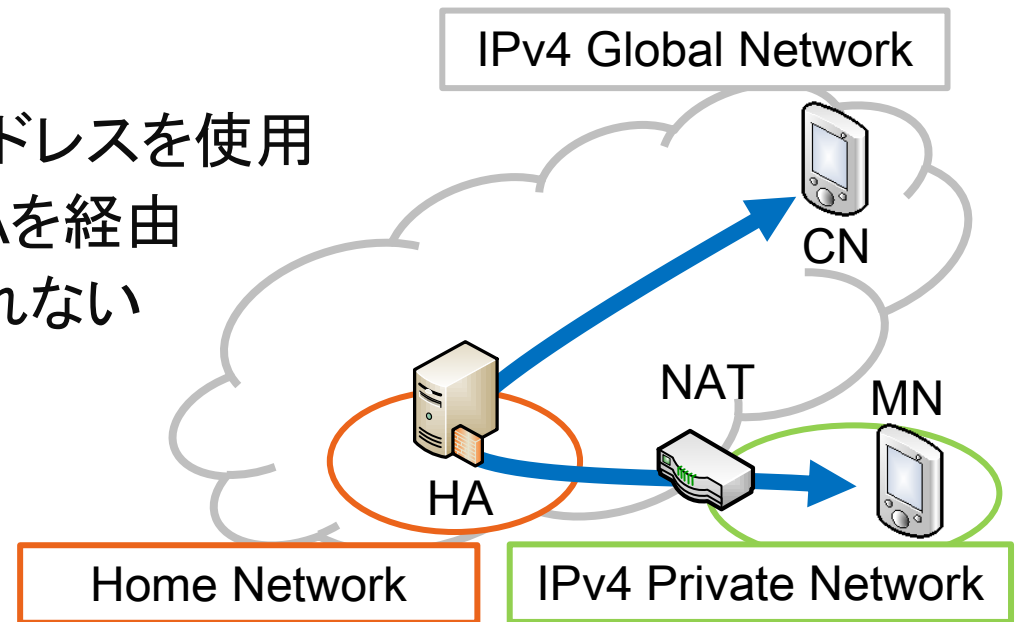 IPv4 Global Network
ドレスを使用
を経由
れない
CN
NAT
MN
HA
Home Network
IPv4 Private Network